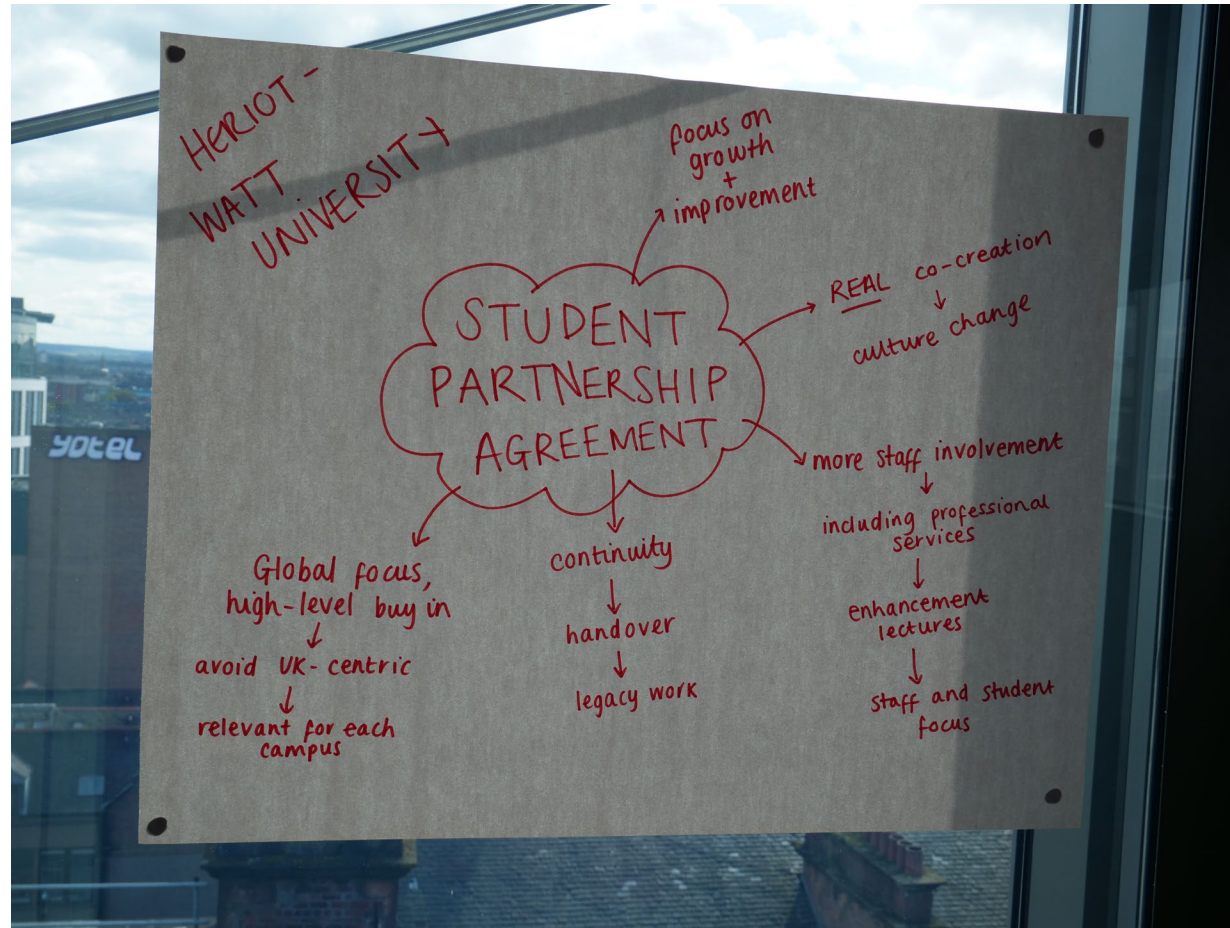 HERIOT-
WATT
UNIVERSITY
focus on
growth
+
improvement
REAL co-creation
↓
culture change
STUDENT
PARTNERSHIP
AGREEMENT
more staff involvement
↓
including professional
services
↓
enhancement
lectures
↓
staff and student
focus
continuity
↓
handover
↓
legacy work
Global focus,
high-level buy in
↓
avoid UK-centric
↓
relevant for each
campus
YOTEL